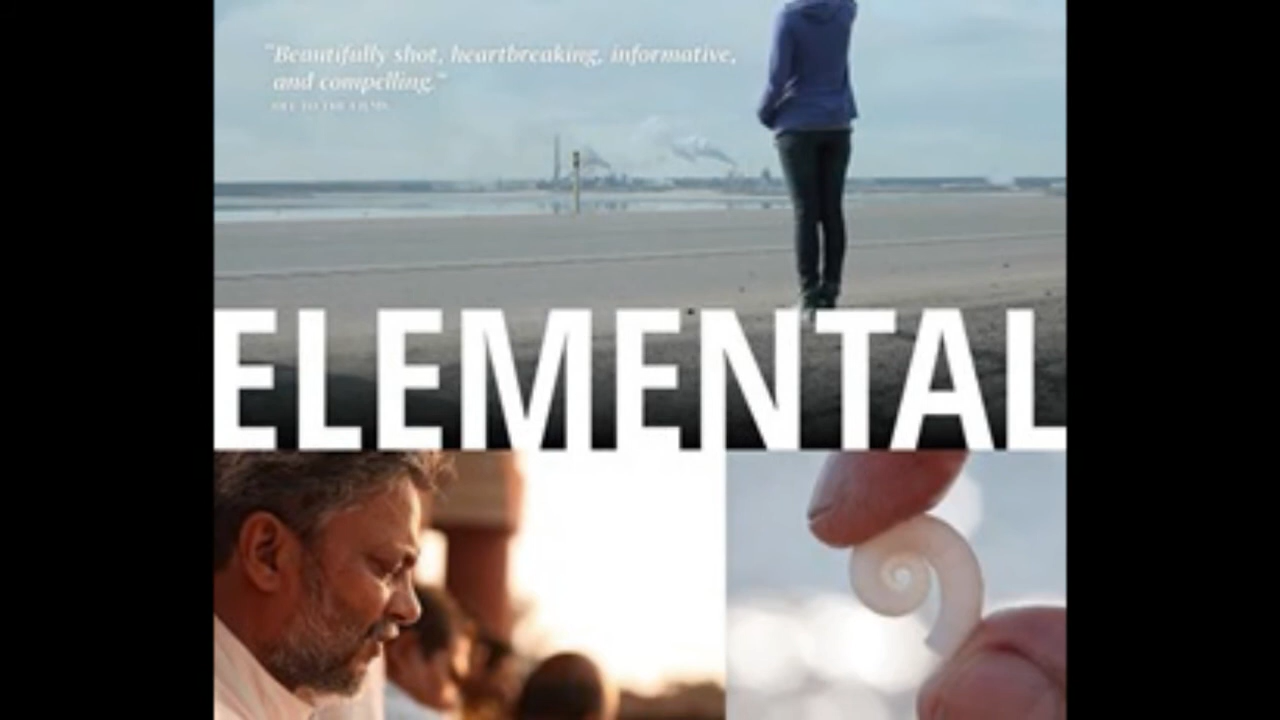 "Beautifully shot, heartbreaking, informative,
and compelling."
ELEMENTAL